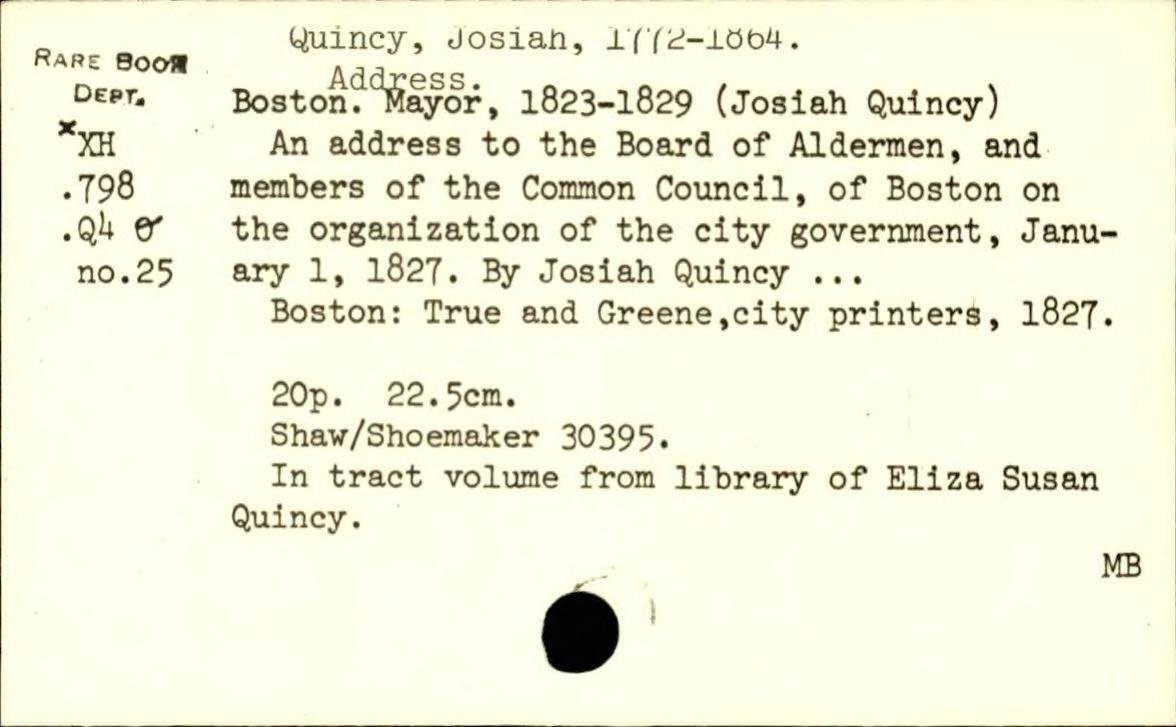 Quincy, Josiah, 1772-1864.
Address.
RARE BOOK
DEPT.
Boston. Mayor, 1823-1829 (Josiah Quincy)
xXH An address to the Board of Aldermen, and
.798 members of the Common Council, of Boston on
.Q4 the organization of the city government, Janu-
no.25 ary 1, 1827. By Josiah Quincy ...
Boston: True and Greene,city printers, 1827.
20p. 22.5cm.
Shaw/Shoemaker 30395.
In tract volume from library of Eliza Susan
Quincy.
MB